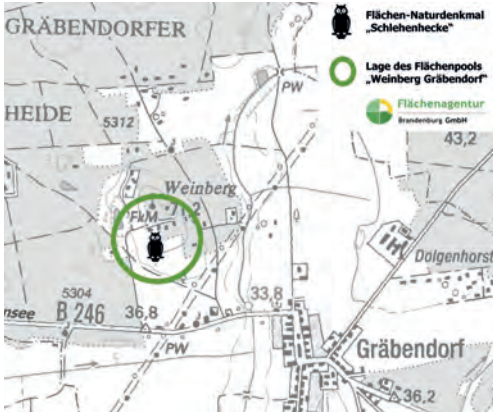 GRÄBENDORFER
HEIDE
Flächen-Naturdenkmal
„Schlehenhecke“
Lage des Flächenpools
„Weinberg Gräbendorf“
Flächenagentur
Brandenburg GmbH
PW
5312
43,2
Weinberg
FkM
Dolgenhorst
5304
B 246
36,8
33,8
PW
Gräbendorf
36,2